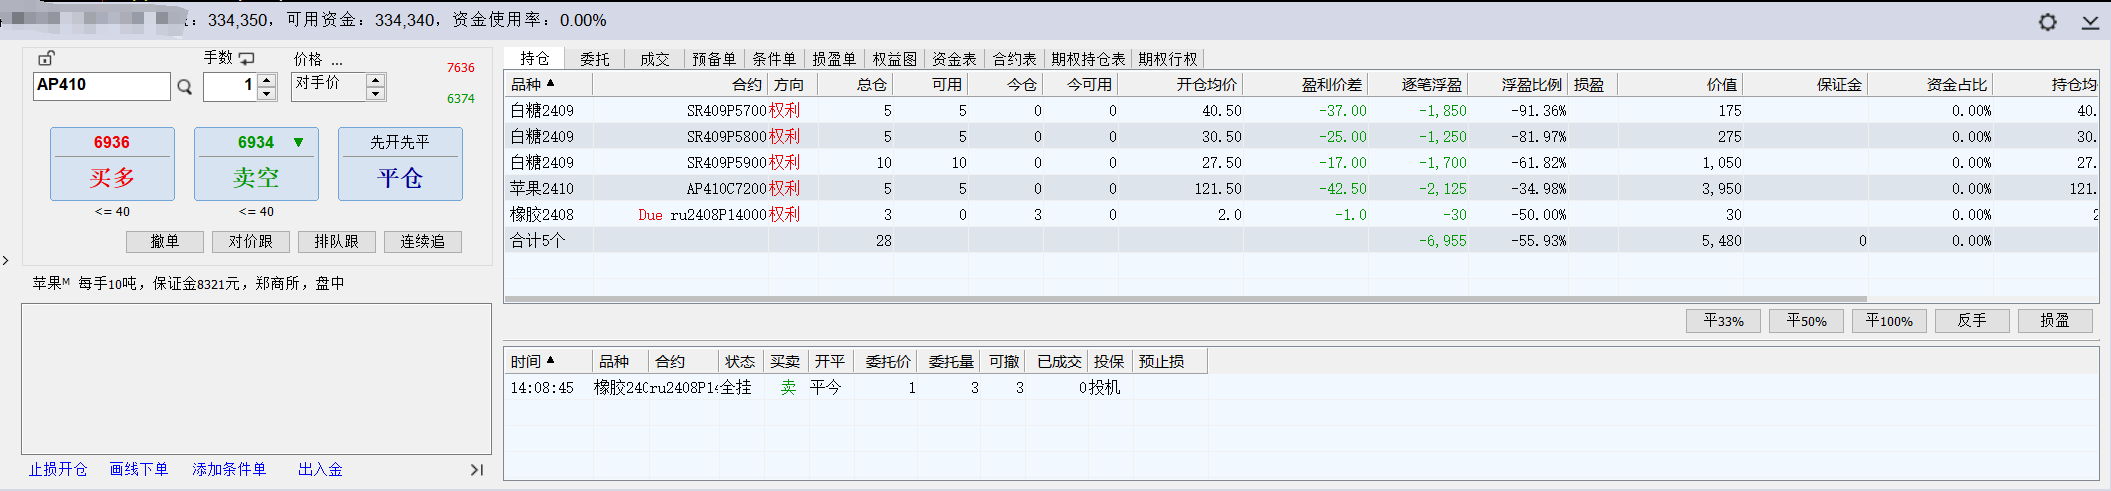 ：334,350，可用资金：334,340，资金使用率：0.00%
手数 价格 ...
AP410 1 对手价
7636
6374
6936 6934 ▼ 先开先平
买多 卖空 平仓
<= 40 <= 40
撤单 对价跟 排队跟 连续追
苹果M 每手10吨，保证金8321元，郑商所，盘中
止损开仓 画线下单 添加条件单 出入金
持仓 委托 成交 预备单 条件单 损盈单 权益图 资金表 合约表 期权持仓表 期权行权
品种 ▲ 合约 方向 总仓 可用 今仓 今可用 开仓均价 盈利价差 逐笔浮盈 浮盈比例 损盈 价值 保证金 资金占比 持仓均
白糖2409 SR409P5700 权利 5 5 0 0 40.50 -37.00 -1,850 -91.36% 175 0.00% 40.
白糖2409 SR409P5800 权利 5 5 0 0 30.50 -25.00 -1,250 -81.97% 275 0.00% 30.
白糖2409 SR409P5900 权利 10 10 0 0 27.50 -17.00 -1,700 -61.82% 1,050 0.00% 27.
苹果2410 AP410C7200 权利 5 5 0 0 121.50 -42.50 -2,125 -34.98% 3,950 0.00% 121.
橡胶2408 Due ru2408P14000 权利 3 0 3 0 2.0 -1.0 -30 -50.00% 30 0.00% 2
合计5个 28 -6,955 -55.93% 5,480 0 0.00%
平33% 平50% 平100% 反手 损盈
时间 ▲ 品种 合约 状态 买卖 开平 委托价 委托量 可撤 已成交 投保 预止损
14:08:45 橡胶240 ru2408P14 全挂 卖 平今 1 3 3 0 投机